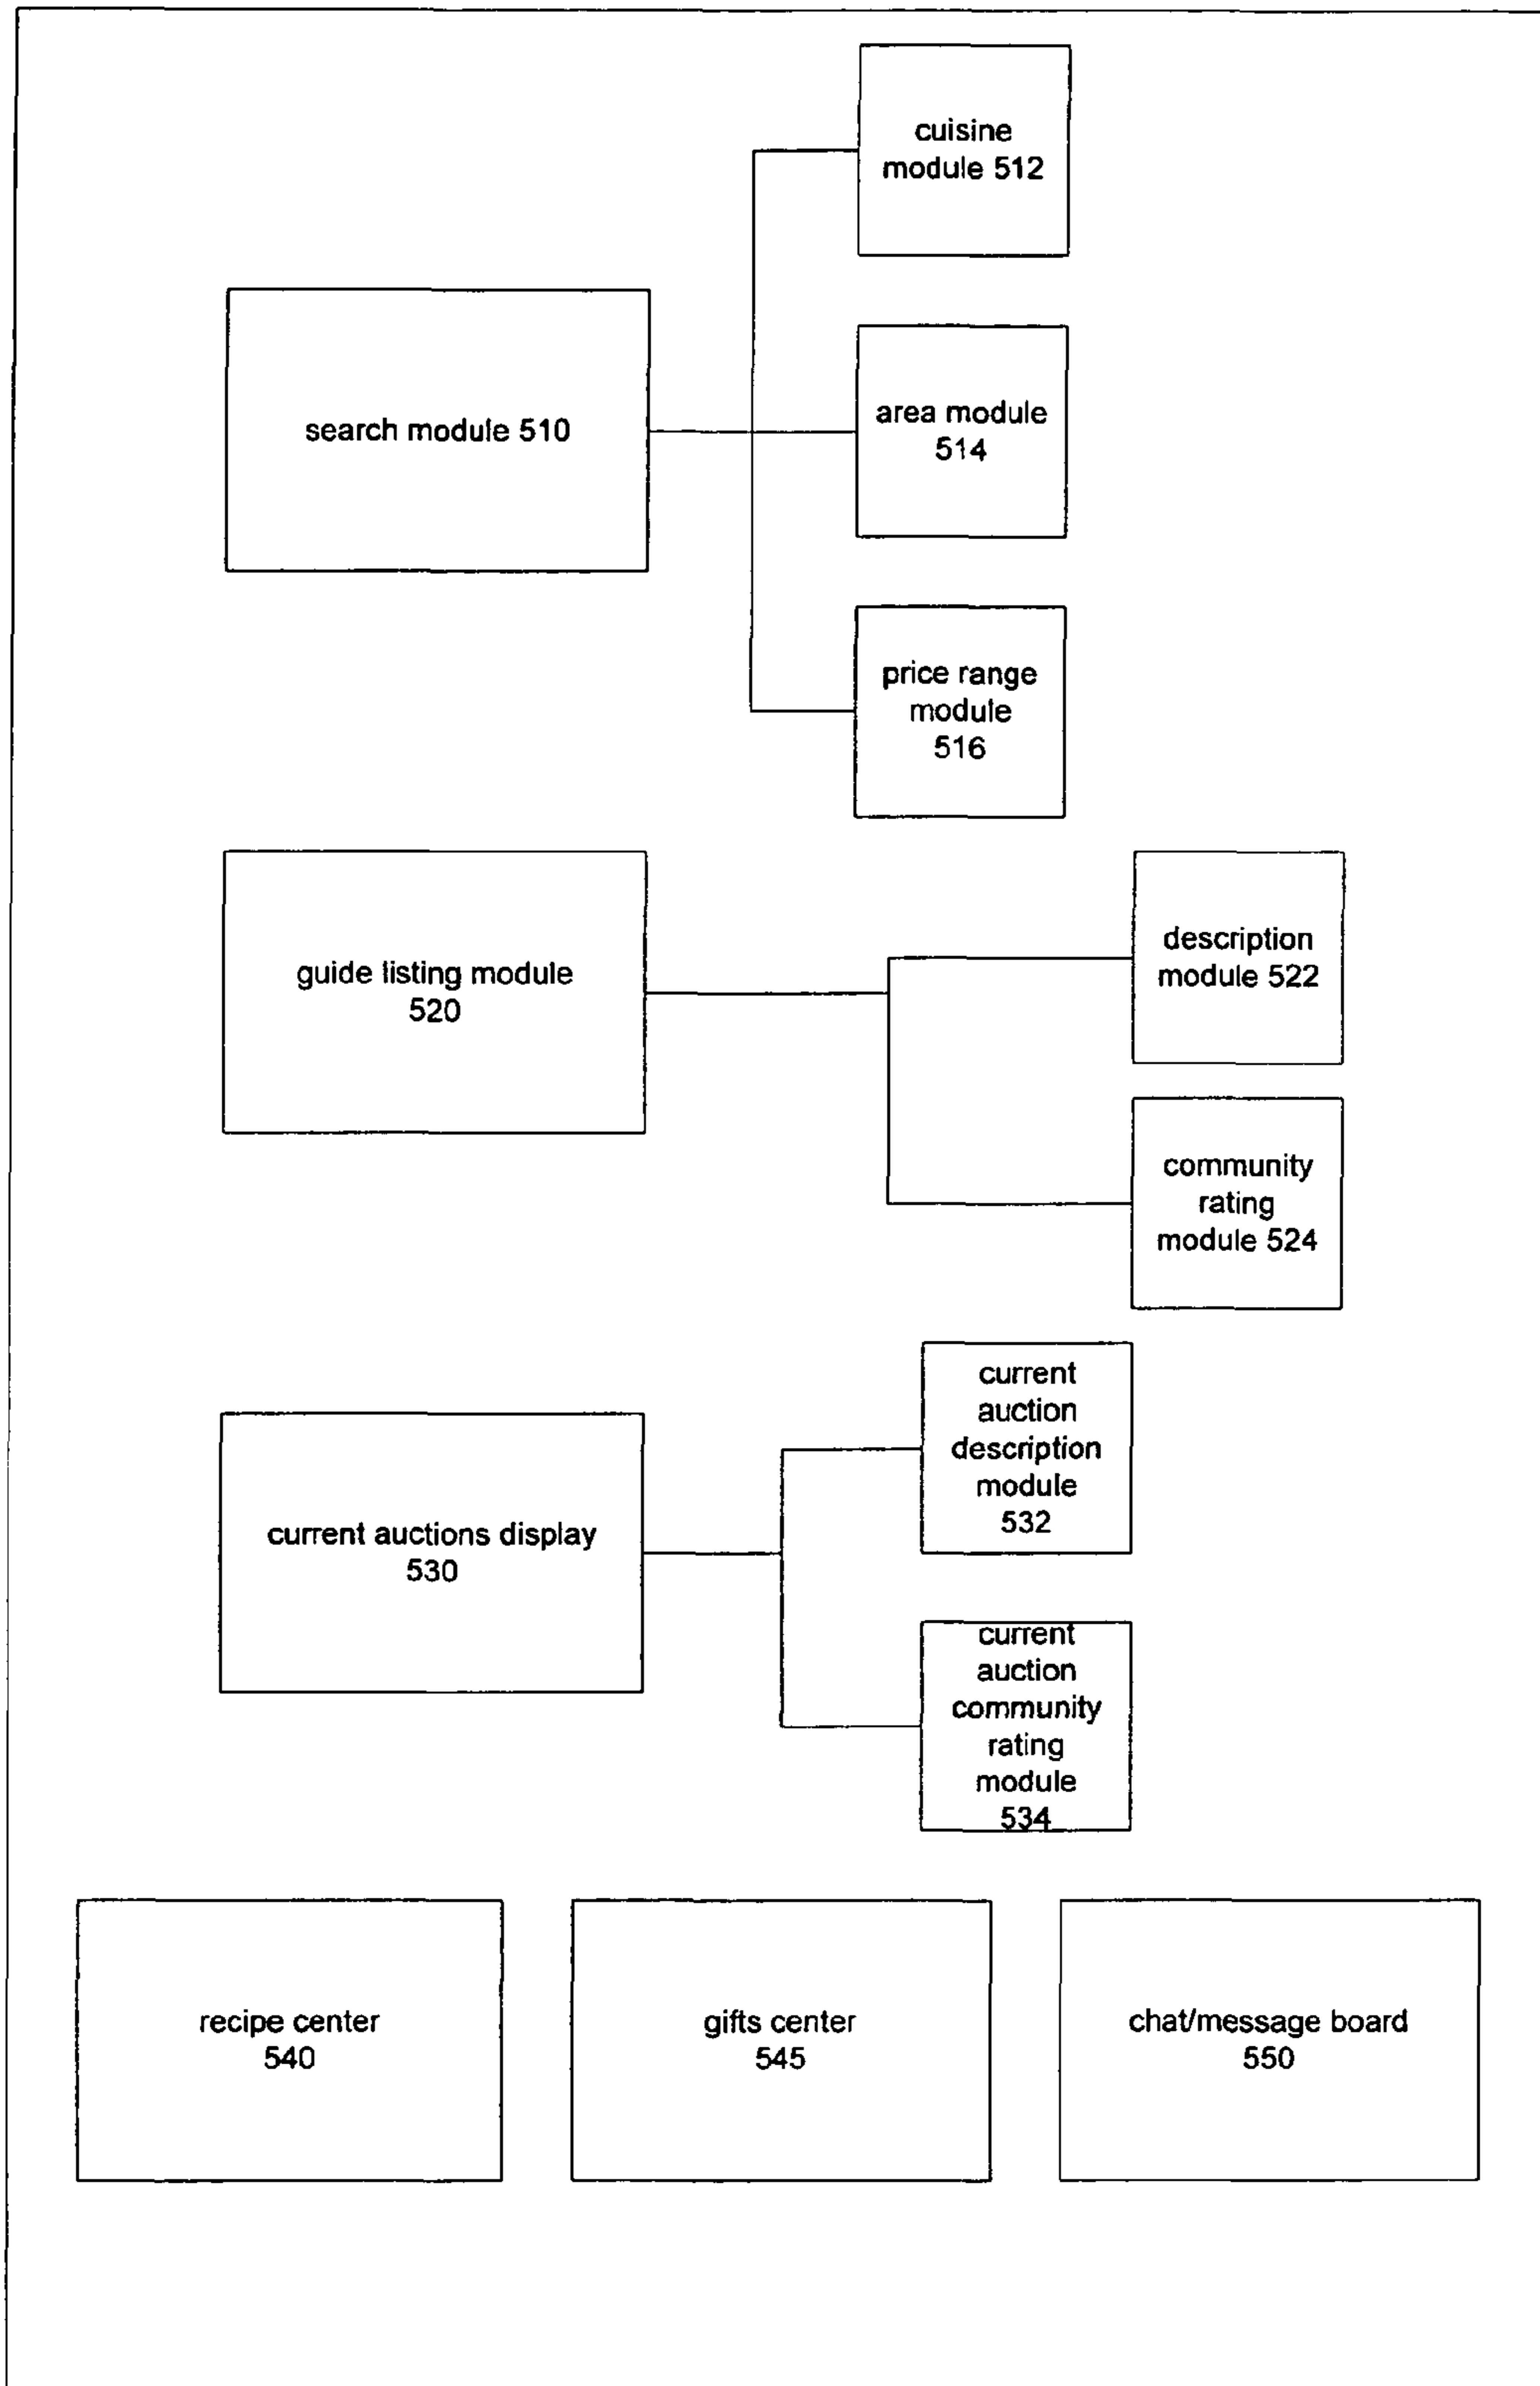 cuisine
module 512
search module 510
area module
514
price range
module
516
guide listing module
520
description
module 522
community
rating
module 524
current auctions display
530
current
auction
description
module
532
current
auction
community
rating
module
534
recipe center
540
gifts center
545
chat/message board
550